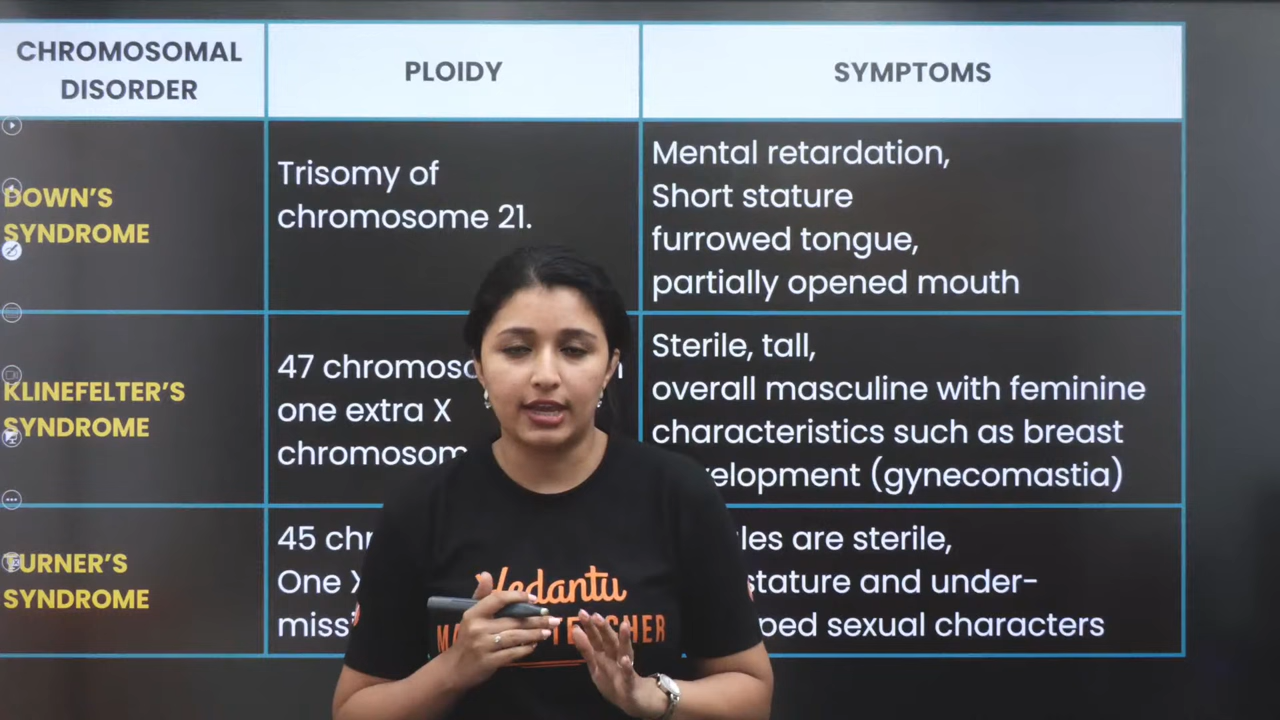 CHROMOSOMAL
DISORDER
PLOIDY
SYMPTOMS
DOWN'S
SYNDROME
Trisomy of
chromosome 21.
Mental retardation,
Short stature
furrowed tongue,
partially opened mouth
KLINEFELTER'S
SYNDROME
47
one extra X
Sterile, tall,
overall masculine with feminine
characteristics such as breast
(gynecomastia)
TURNER'S
SYNDROME
45
One X
are sterile,
stature and under-
sexual characters
Vedantu